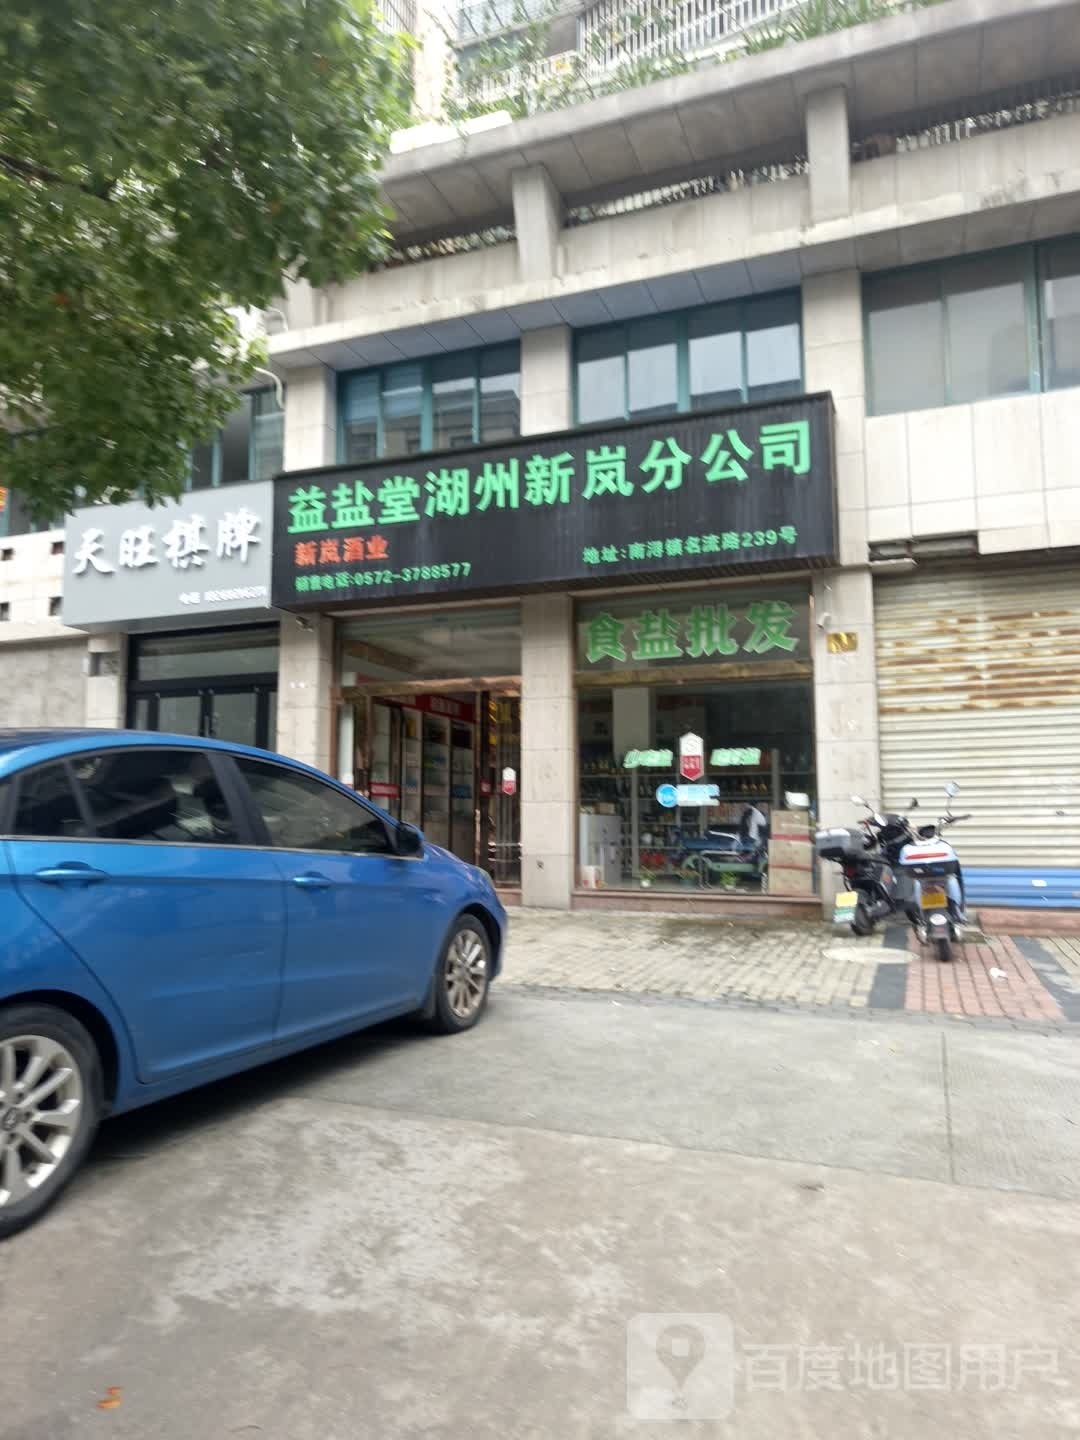 益盐堂湖州新岚分公司
新岚酒业
销售电话:0572-3788577
地址:南浔镇名流路239号
天旺棋牌
食盐批发
百度地图用户